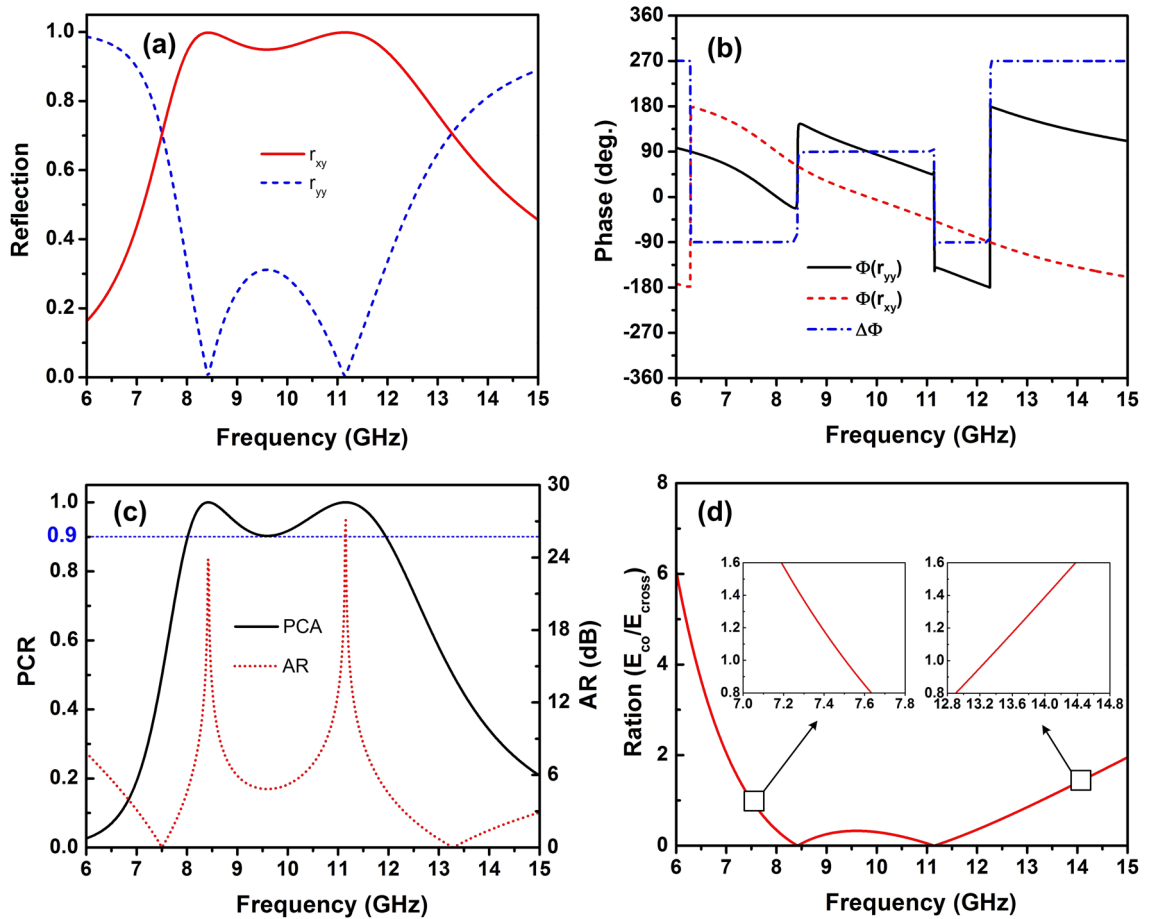 (a)
Reflection
1.0
0.8
0.6
0.4
0.2
0.0
r_xy
r_yy
6 7 8 9 10 11 12 13 14 15
Frequency (GHz)
(b)
Phase (deg.)
360
270
180
90
0
-90
-180
-270
-360
Φ(r_yy)
Φ(r_xy)
ΔΦ
6 7 8 9 10 11 12 13 14 15
Frequency (GHz)
(c)
PCR
1.0
0.9
0.8
0.6
0.4
0.2
0.0
PCA
AR
30
24
18
12
6
0
AR (dB)
6 7 8 9 10 11 12 13 14 15
Frequency (GHz)
(d)
Ration (E_co/E_cross)
8
6
4
2
0
1.6
1.4
1.2
1.0
0.8
7.0 7.2 7.4 7.6 7.8
1.6
1.4
1.2
1.0
0.8
12.8 13.2 13.6 14.0 14.4 14.8
6 7 8 9 10 11 12 13 14 15
Frequency (GHz)